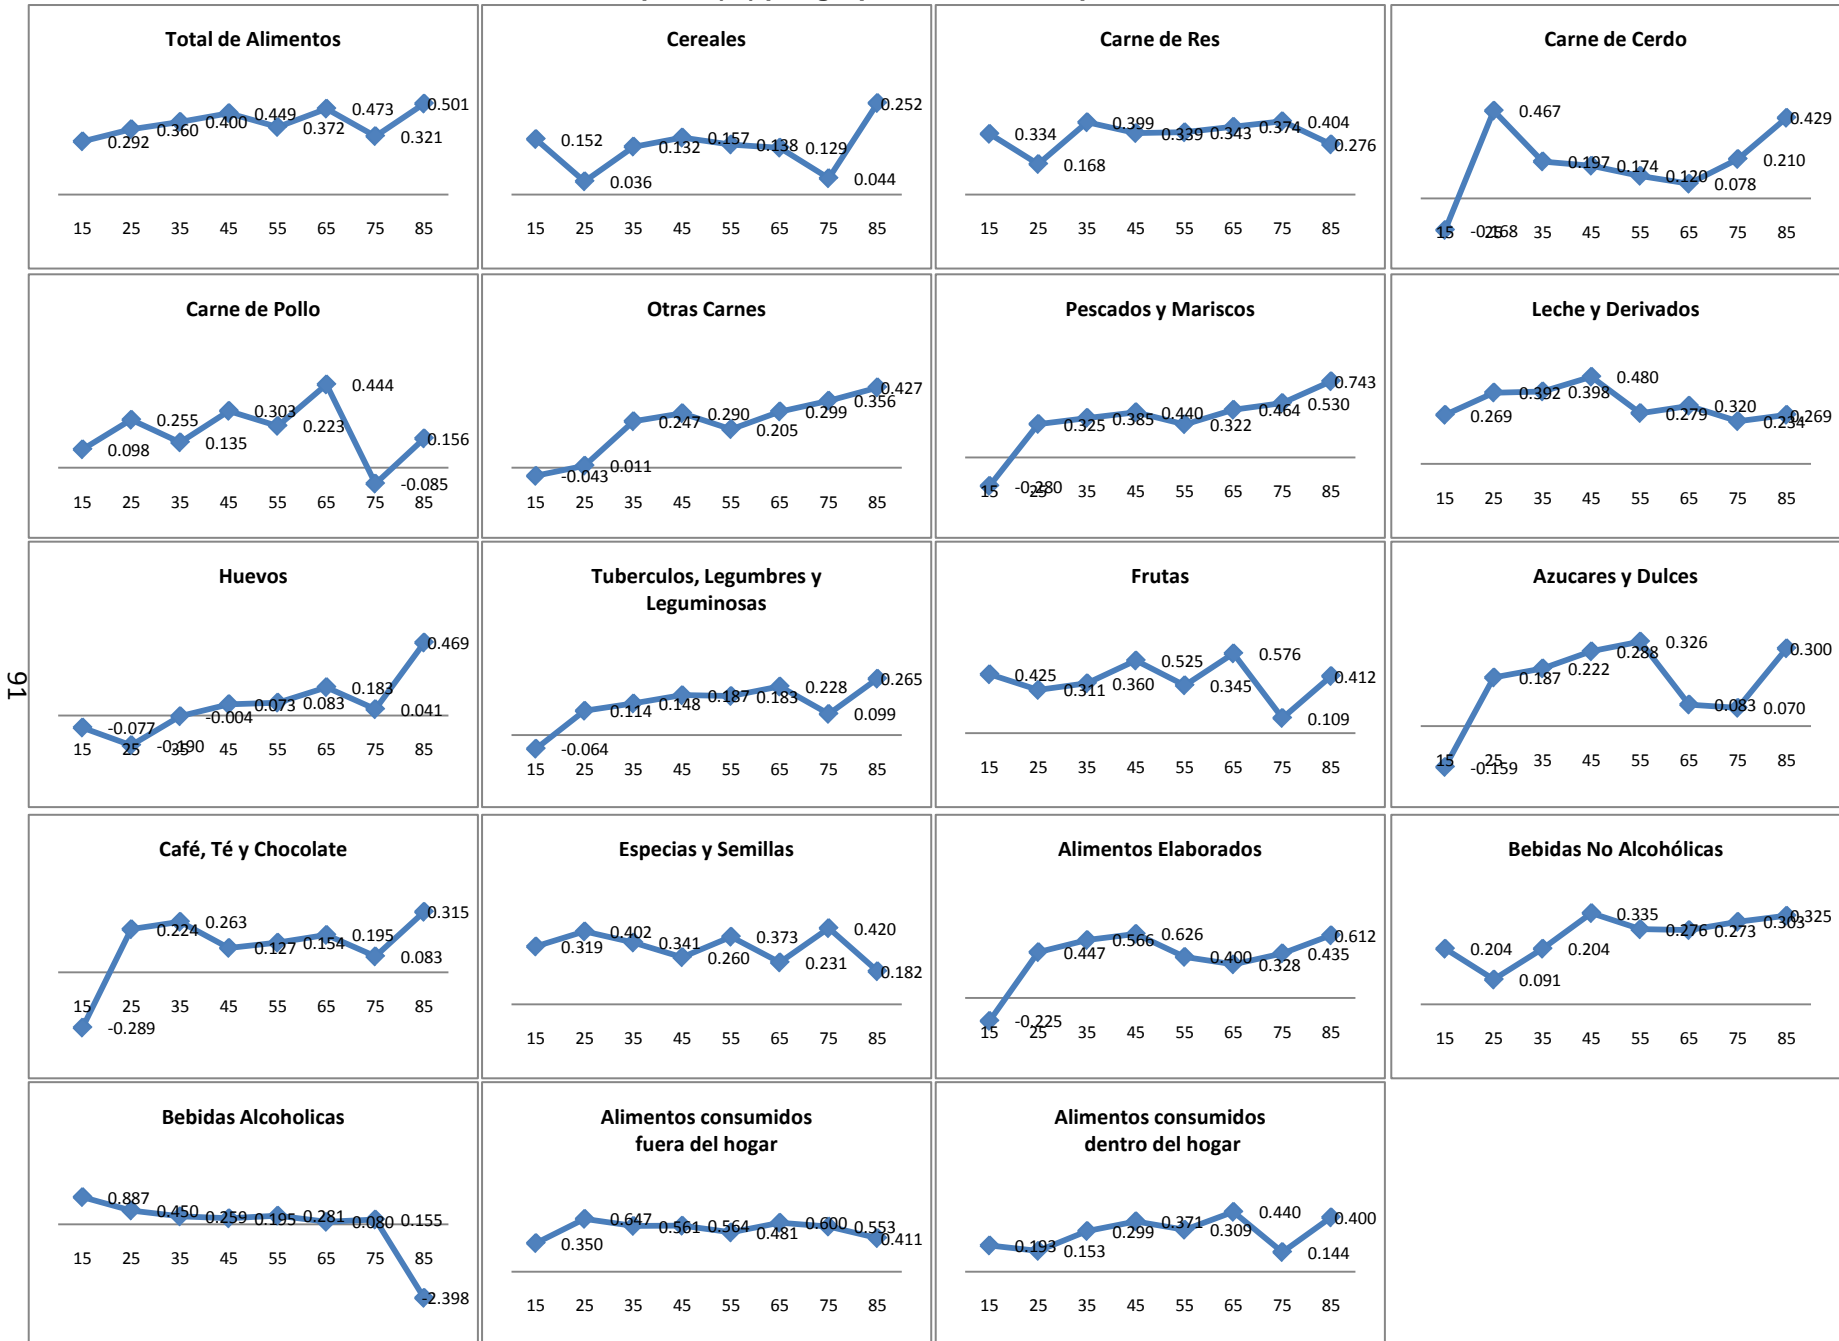 Total de Alimentos
0.292 0.360 0.400 0.449 0.372 0.473 0.321 0.501
15 25 35 45 55 65 75 85
Cereales
0.152 0.036 0.132 0.157 0.138 0.129 0.044 0.252
15 25 35 45 55 65 75 85
Carne de Res
0.334 0.168 0.399 0.339 0.343 0.374 0.404 0.276
15 25 35 45 55 65 75 85
Carne de Cerdo
-0.168 0.467 0.197 0.174 0.120 0.078 0.210 0.429
15 25 35 45 55 65 75 85
Carne de Pollo
0.098 0.255 0.135 0.303 0.223 0.444 -0.085 0.156
15 25 35 45 55 65 75 85
Otras Carnes
-0.043 0.011 0.247 0.290 0.205 0.299 0.356 0.427
15 25 35 45 55 65 75 85
Pescados y Mariscos
-0.280 0.325 0.385 0.440 0.322 0.464 0.530 0.743
15 25 35 45 55 65 75 85
Leche y Derivados
0.269 0.392 0.398 0.480 0.279 0.320 0.234 0.269
15 25 35 45 55 65 75 85
Huevos
-0.077 -0.190 -0.004 0.073 0.083 0.183 0.041 0.469
15 25 35 45 55 65 75 85
Tuberculos, Legumbres y
Leguminosas
-0.064 0.114 0.148 0.187 0.183 0.228 0.099 0.265
15 25 35 45 55 65 75 85
Frutas
0.425 0.311 0.360 0.525 0.345 0.576 0.109 0.412
15 25 35 45 55 65 75 85
Azucares y Dulces
-0.159 0.187 0.222 0.288 0.326 0.083 0.070 0.300
15 25 35 45 55 65 75 85
91
Café, Té y Chocolate
-0.289 0.224 0.263 0.127 0.154 0.195 0.083 0.315
15 25 35 45 55 65 75 85
Especias y Semillas
0.319 0.402 0.341 0.260 0.373 0.231 0.420 0.182
15 25 35 45 55 65 75 85
Alimentos Elaborados
-0.225 0.447 0.566 0.626 0.400 0.328 0.435 0.612
15 25 35 45 55 65 75 85
Bebidas No Alcohólicas
0.204 0.091 0.204 0.335 0.276 0.273 0.303 0.325
15 25 35 45 55 65 75 85
Bebidas Alcoholicas
0.887 0.450 0.259 0.195 0.281 0.080 0.155 -2.398
15 25 35 45 55 65 75 85
Alimentos consumidos
fuera del hogar
0.350 0.647 0.561 0.564 0.481 0.600 0.553 0.411
15 25 35 45 55 65 75 85
Alimentos consumidos
dentro del hogar
0.193 0.153 0.299 0.371 0.309 0.440 0.144 0.400
15 25 35 45 55 65 75 85